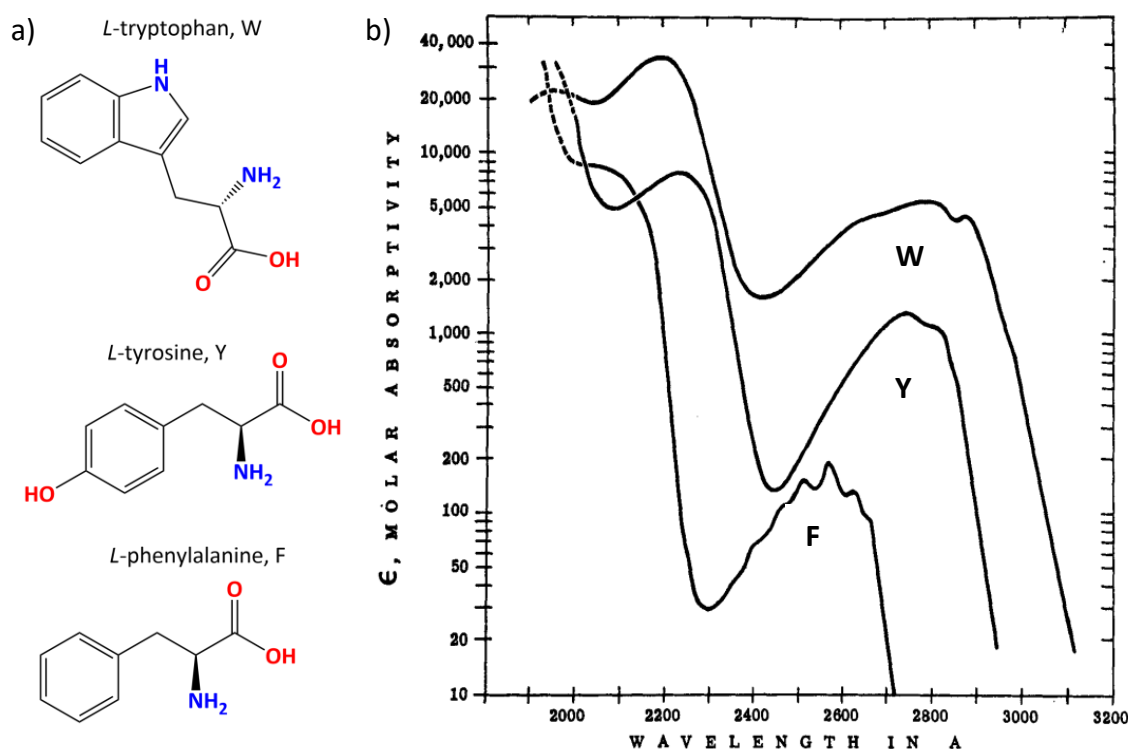 a)
L-tryptophan, W
H
N
NH2
O
OH
L-tyrosine, Y
O
OH
NH2
HO
L-phenylalanine, F
O
OH
NH2
b)
ϵ, MOLAR ABSORPTIVITY
40,000
20,000
10,000
5,000
2,000
1,000
500
200
100
50
20
10
W
Y
F
2000 2200 2400 2600 2800 3000 3200
WAVELENGTH IN A